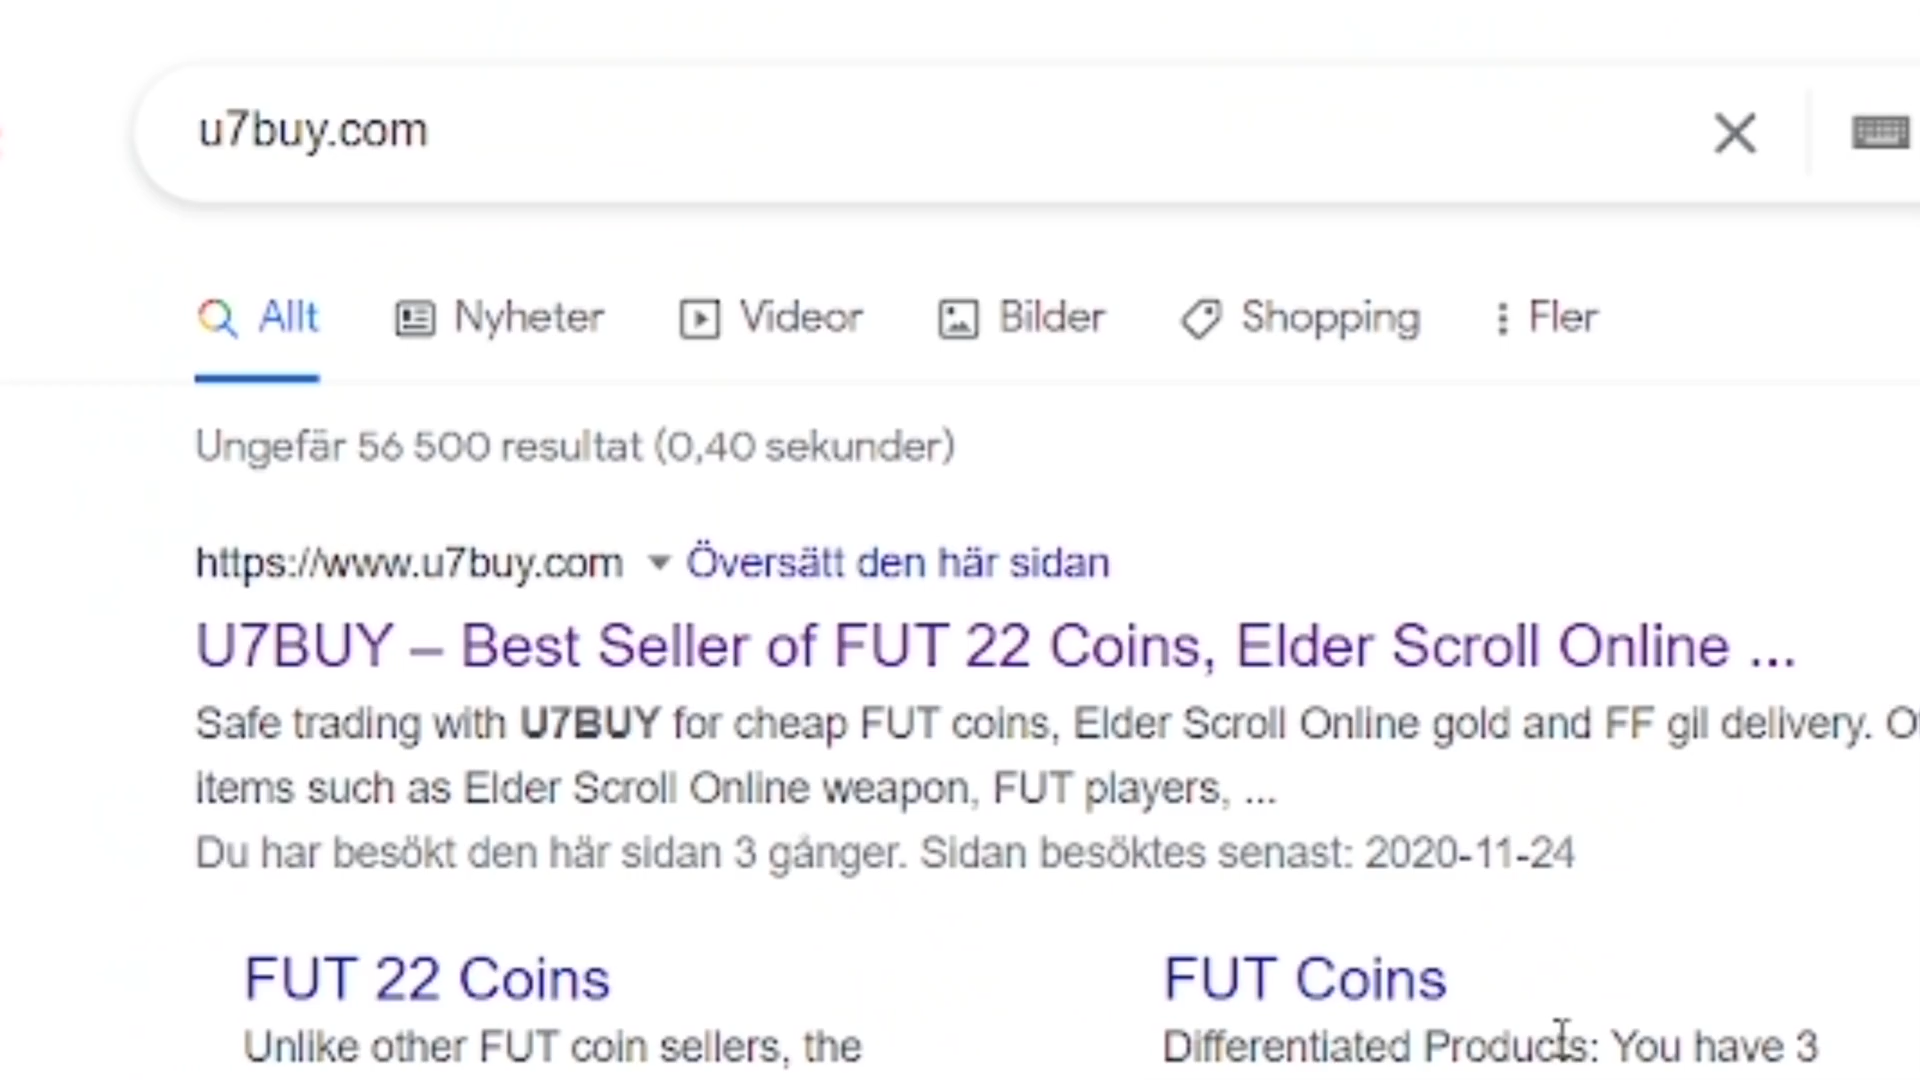 u7buy.com
Allt Nyheter Videor Bilder Shopping Fler
Ungefär 56 500 resultat (0,40 sekunder)
https://www.u7buy.com Översätt den här sidan
U7BUY – Best Seller of FUT 22 Coins, Elder Scroll Online ...
Safe trading with U7BUY for cheap FUT coins, Elder Scroll Online gold and FF gil delivery.
items such as Elder Scroll Online weapon, FUT players, ...
Du har besökt den här sidan 3 gånger. Sidan besöktes senast: 2020-11-24
FUT 22 Coins
Unlike other FUT coin sellers, the
FUT Coins
Differentiated Products: You have 3